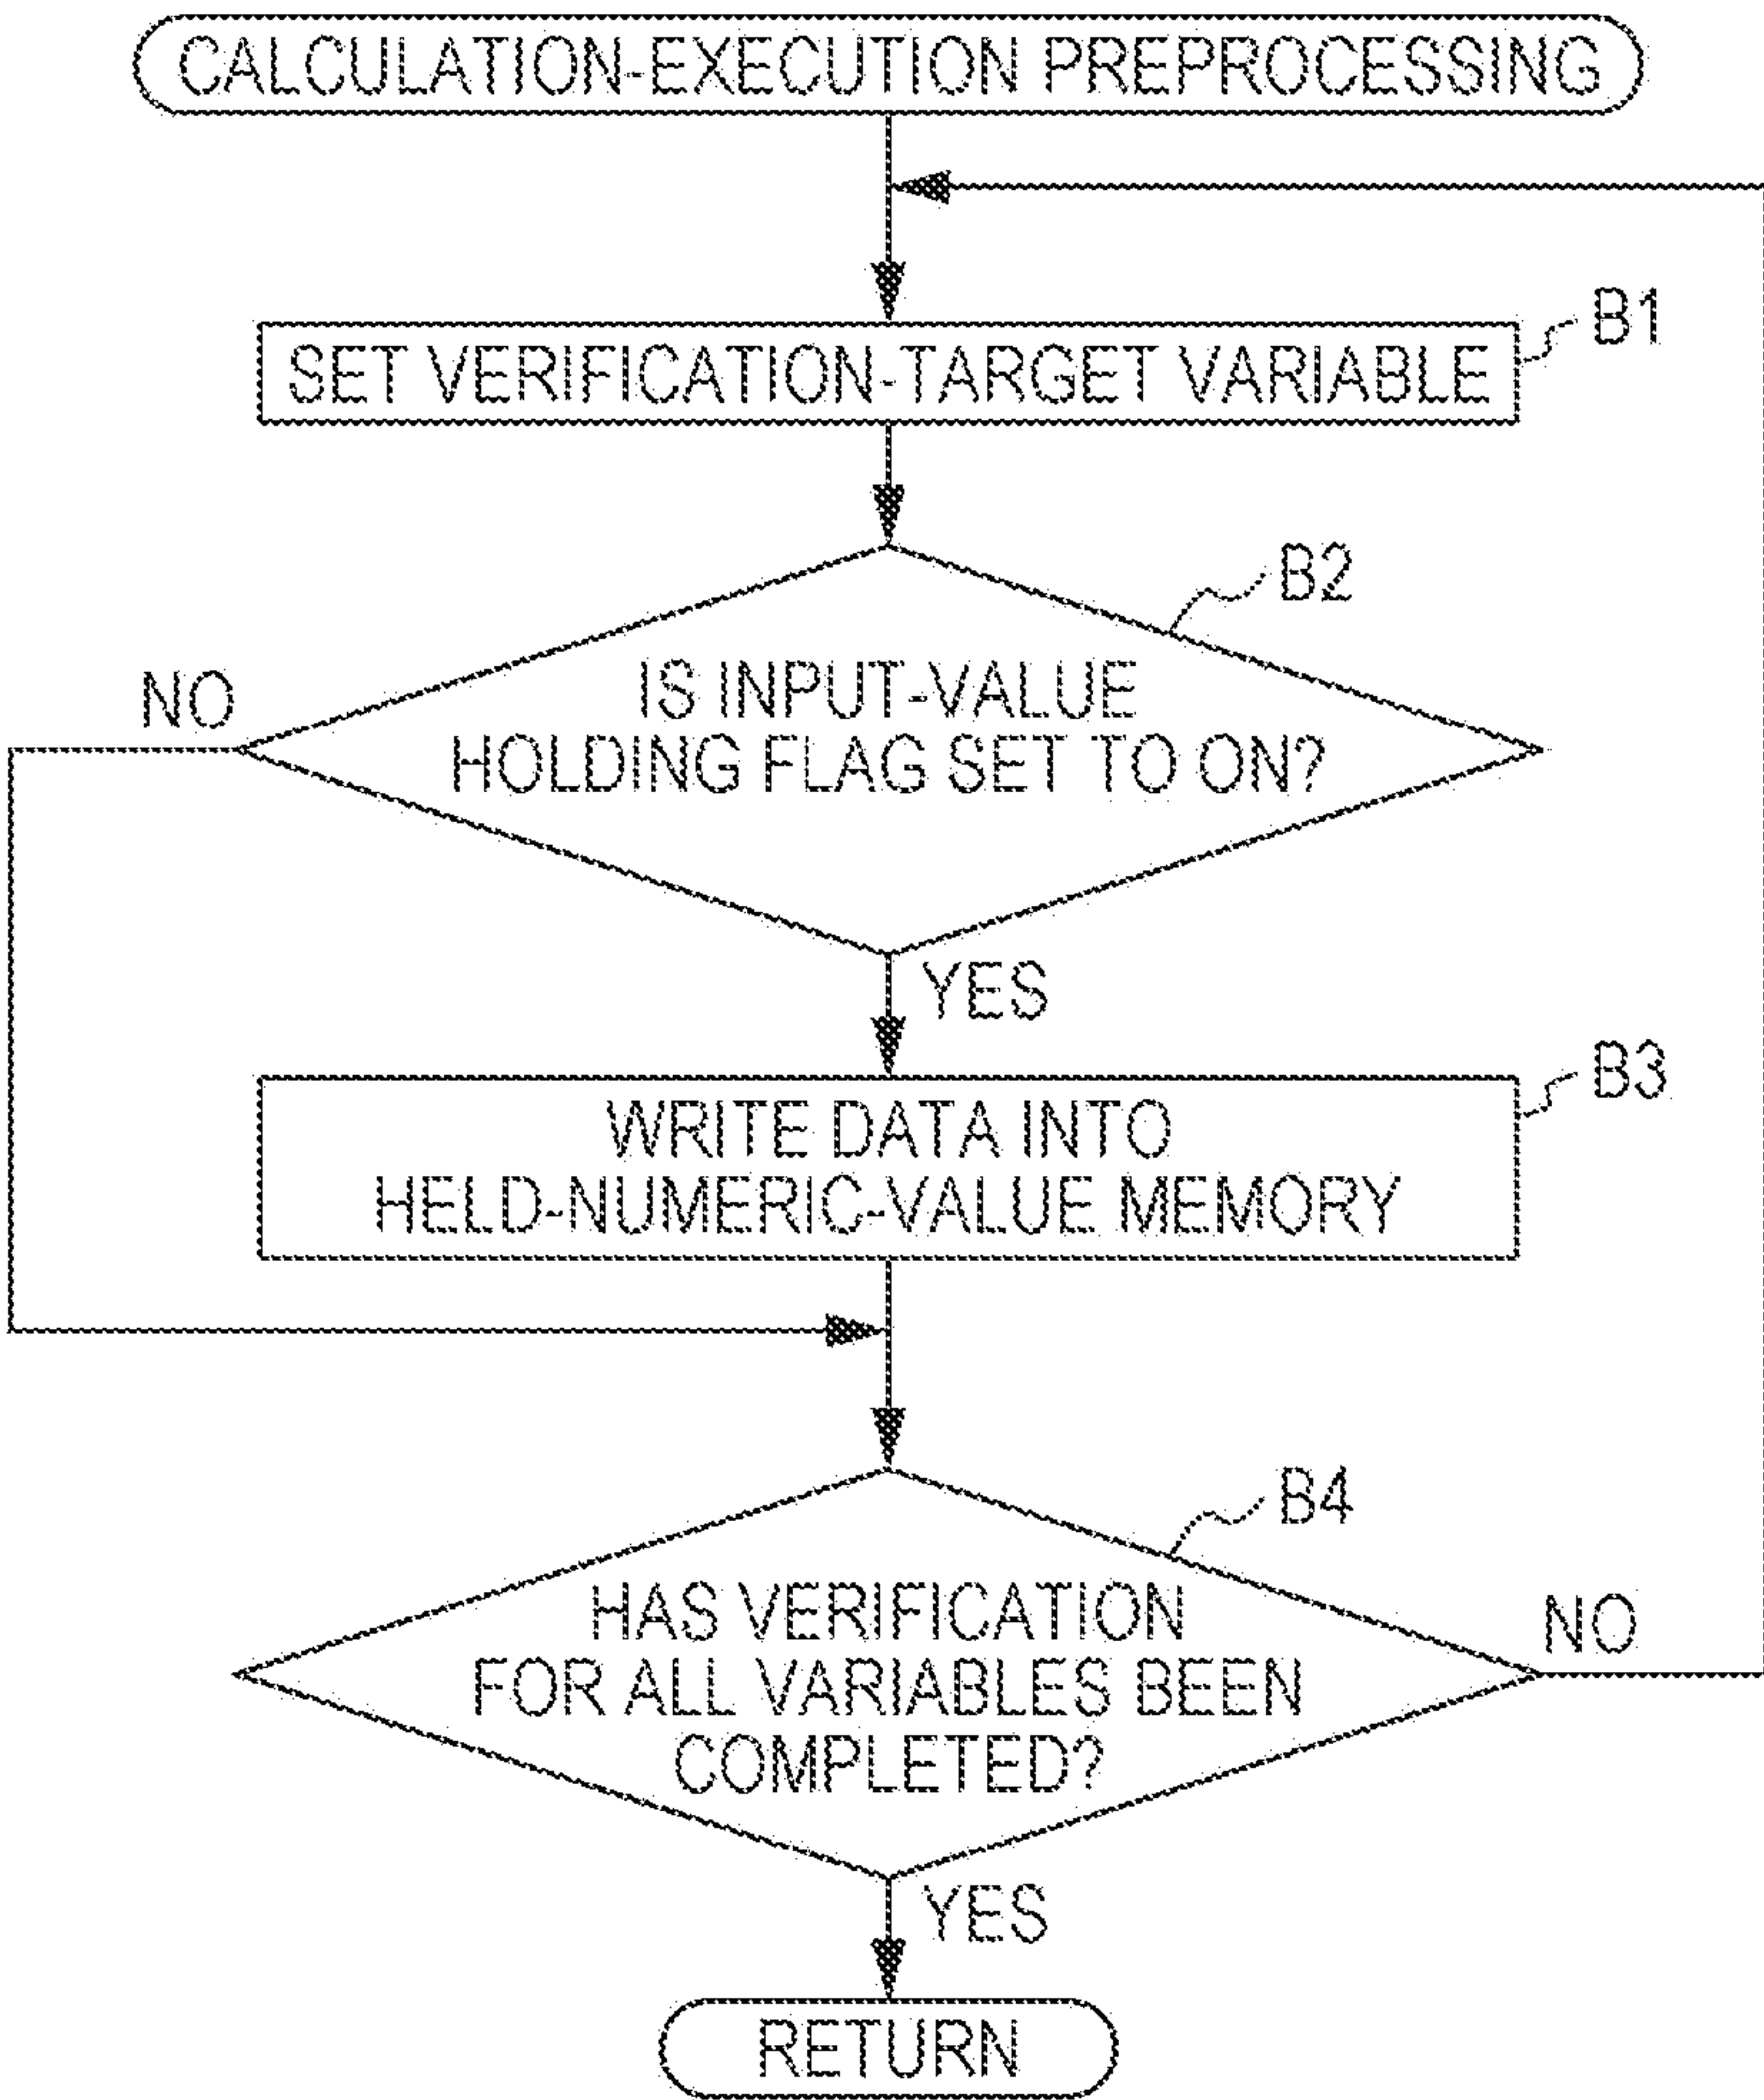 CALCULATION-EXECUTION PREPROCESSING
B1
SET VERIFICATION-TARGET VARIABLE
B2
IS INPUT-VALUE
HOLDING FLAG SET TO ON?
NO
YES
B3
WRITE DATA INTO
HELD-NUMERIC-VALUE MEMORY
B4
HAS VERIFICATION
FOR ALL VARIABLES BEEN
COMPLETED?
NO
YES
RETURN